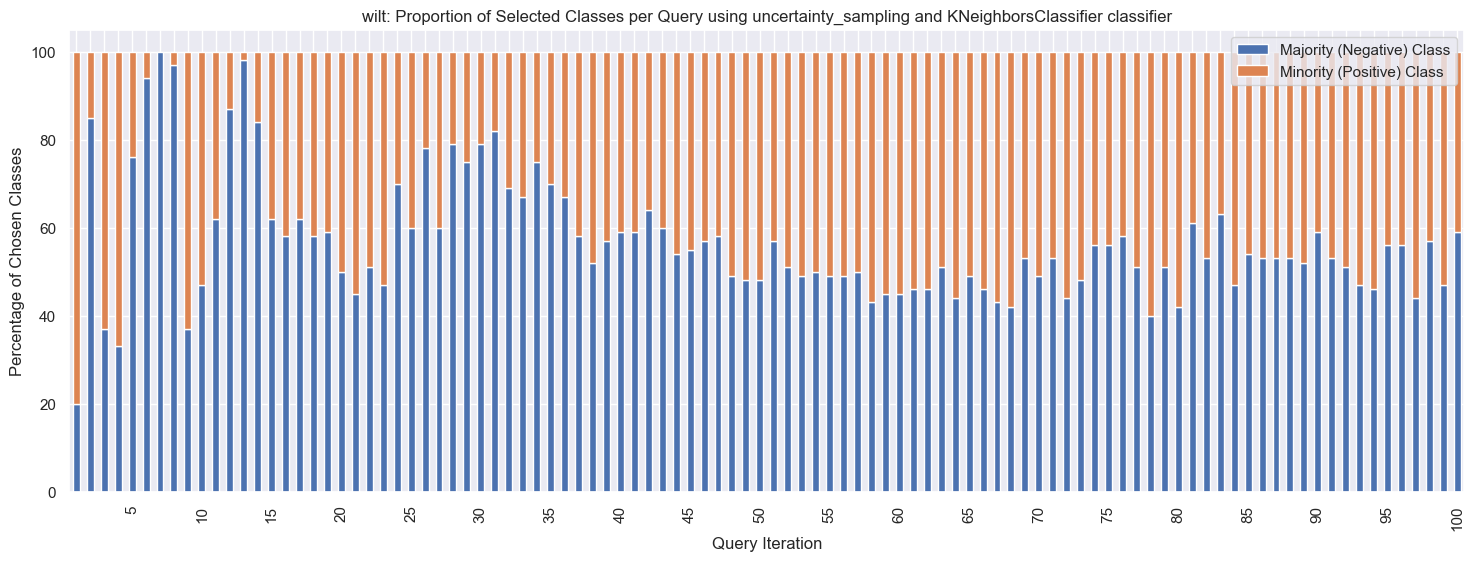 wilt: Proportion of Selected Classes per Query using uncertainty_sampling and KNeighborsClassifier classifier
Majority (Negative) Class
Minority (Positive) Class
Percentage of Chosen Classes
100
80
60
40
20
0
5 10 15 20 25 30 35 40 45 50 55 60 65 70 75 80 85 90 95 100
Query Iteration